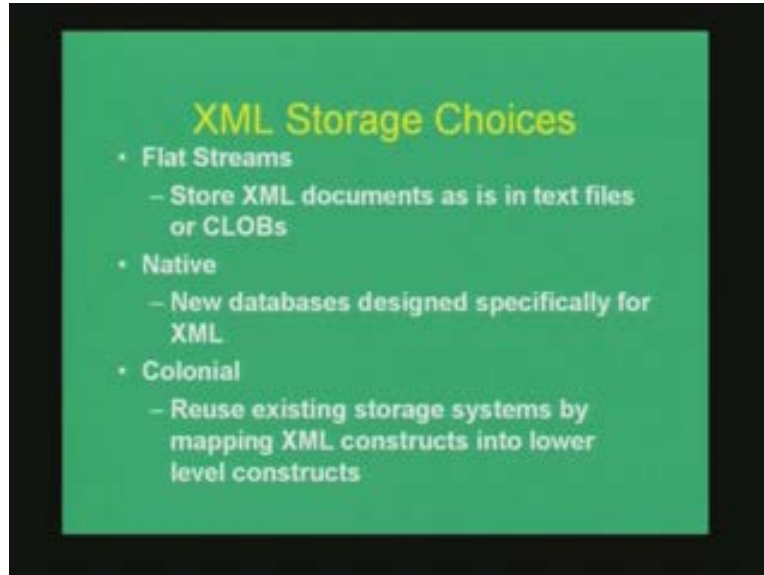 XML Storage Choices
• Flat Streams
– Store XML documents as is in text files
or CLOBs
• Native
– New databases designed specifically for
XML
• Colonial
– Reuse existing storage systems by
mapping XML constructs into lower
level constructs